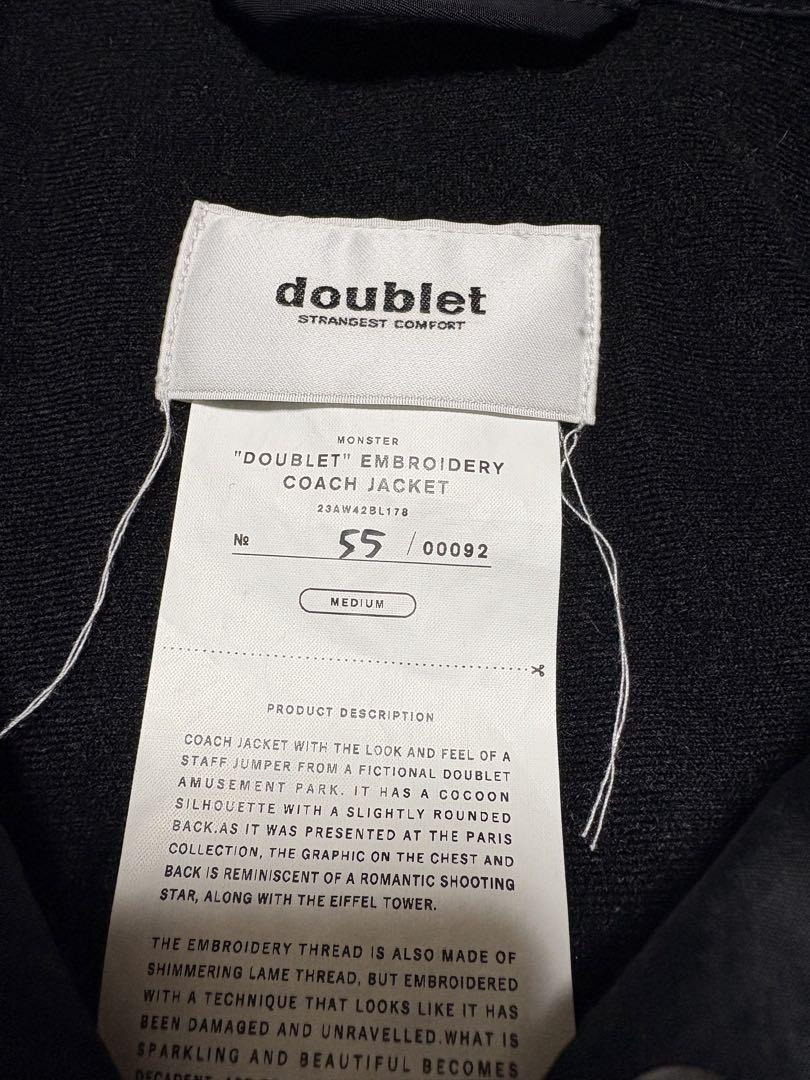 doublet
STRANGEST COMFORT
MONSTER
"DOUBLET" EMBROIDERY
COACH JACKET
23AW42BL178
№ 55 / 00092
MEDIUM
PRODUCT DESCRIPTION
COACH JACKET WITH THE LOOK AND FEEL OF A
STAFF JUMPER FROM A FICTIONAL DOUBLET
AMUSEMENT PARK. IT HAS A COCOON
SILHOUETTE WITH A SLIGHTLY ROUNDED
BACK.AS IT WAS PRESENTED AT THE PARIS
COLLECTION, THE GRAPHIC ON THE CHEST AND
BACK IS REMINISCENT OF A ROMANTIC SHOOTING
STAR, ALONG WITH THE EIFFEL TOWER.
THE EMBROIDERY THREAD IS ALSO MADE OF
SHIMMERING LAME THREAD, BUT EMBROIDERED
WITH A TECHNIQUE THAT LOOKS LIKE IT HAS
BEEN DAMAGED AND UNRAVELLED.WHAT IS
SPARKLING AND BEAUTIFUL BECOMES